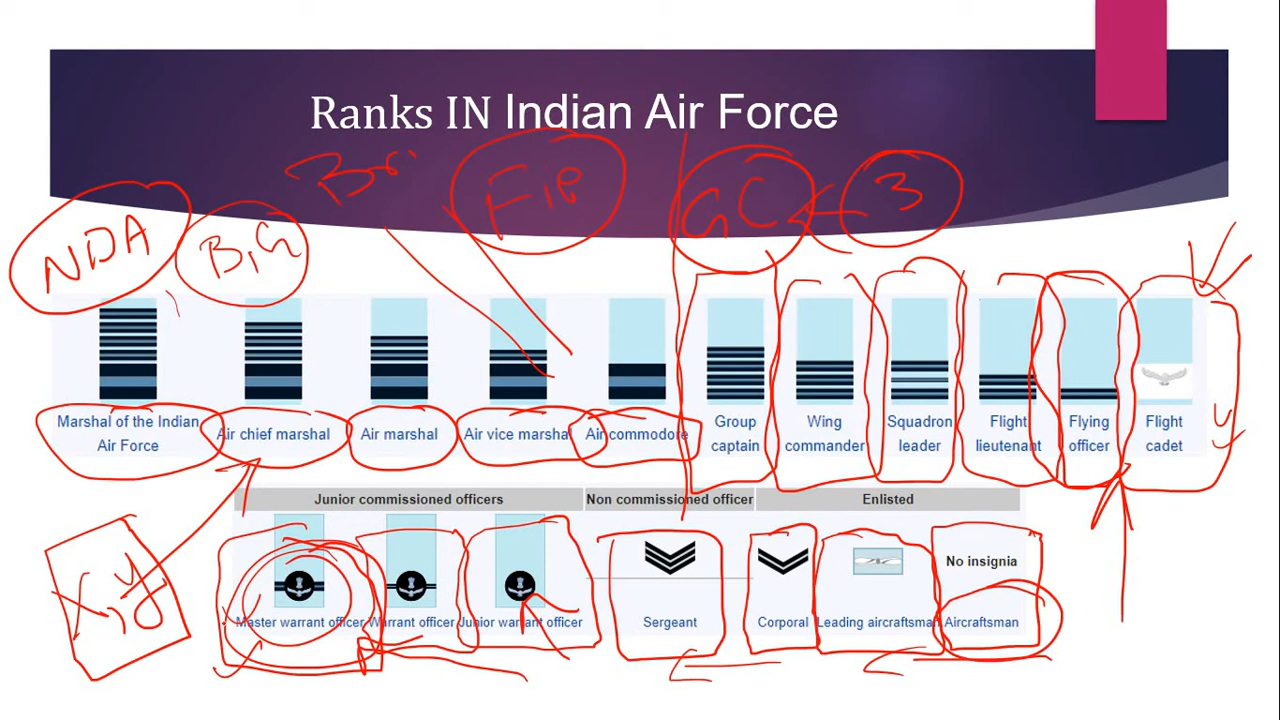 Ranks IN Indian Air Force
NDA
B,G
FIP
GC
3
Marshal of the Indian Air Force
Air chief marshal
Air marshal
Air vice marshal
Air commodore
Group captain
Wing commander
Squadron leader
Flight lieutenant
Flying officer
Flight cadet
Junior commissioned officers
Non commissioned officer
Enlisted
No insignia
X,y
Master warrant officer
Warrant officer
Junior warrant officer
Sergeant
Corporal
Leading aircraftsman
Aircraftsman